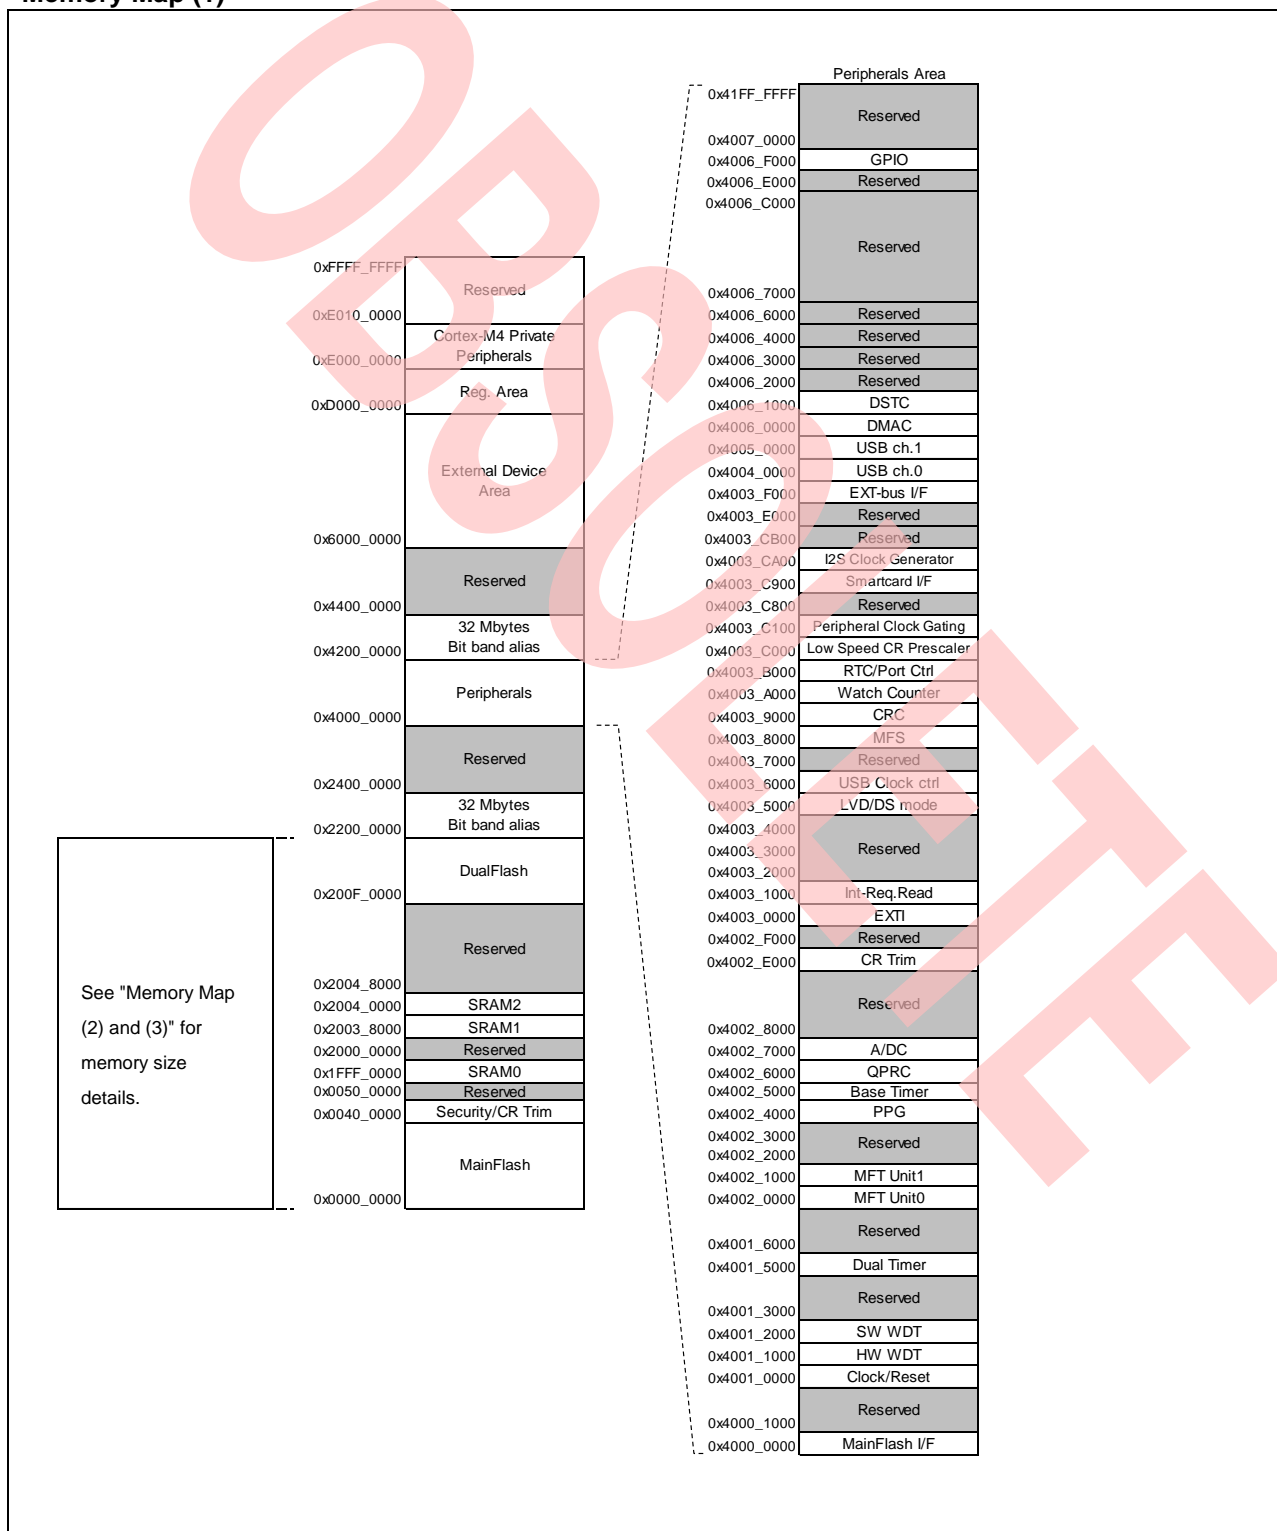 Memory Map (1)
Peripherals Area
0x41FF_FFFF
Reserved
0x4007_0000
0x4006_F000 GPIO
0x4006_E000 Reserved
0x4006_C000
Reserved
0x4006_7000
0x4006_6000 Reserved
0x4006_4000 Reserved
0x4006_3000 Reserved
0x4006_2000 Reserved
0x4006_1000 DSTC
0x4006_0000 DMAC
0x4005_0000 USB ch.1
0x4004_0000 USB ch.0
0x4003_F000 EXT-bus I/F
0x4003_E000 Reserved
0x4003_CB00 Reserved
0x4003_CA00 I2S Clock Generator
0x4003_C900 Smartcard I/F
0x4003_C800 Reserved
0x4003_C100 Peripheral Clock Gating
0x4003_C000 Low Speed CR Prescaler
0x4003_B000 RTC/Port Ctrl
0x4003_A000 Watch Counter
0x4003_9000 CRC
0x4003_8000 MFS
0x4003_7000 Reserved
0x4003_6000 USB Clock ctrl
0x4003_5000 LVD/DS mode
0x4003_4000
0x4003_3000 Reserved
0x4003_2000
0x4003_1000 Int-Req.Read
0x4003_0000 EXTI
0x4002_F000 Reserved
0x4002_E000 CR Trim
Reserved
0x4002_8000
0x4002_7000 A/DC
0x4002_6000 QPRC
0x4002_5000 Base Timer
0x4002_4000 PPG
0x4002_3000
Reserved
0x4002_2000
0x4002_1000 MFT Unit1
0x4002_0000 MFT Unit0
Reserved
0x4001_6000
0x4001_5000 Dual Timer
Reserved
0x4001_3000
0x4001_2000 SW WDT
0x4001_1000 HW WDT
0x4001_0000 Clock/Reset
Reserved
0x4000_1000
0x4000_0000 MainFlash I/F
0xFFFF_FFFF
Reserved
0xE010_0000
Cortex-M4 Private
Peripherals
0xE000_0000
Reg. Area
0xD000_0000
External Device
Area
0x6000_0000
Reserved
0x4400_0000
32 Mbytes
Bit band alias
0x4200_0000
Peripherals
0x4000_0000
Reserved
0x2400_0000
32 Mbytes
Bit band alias
0x2200_0000
DualFlash
0x200F_0000
Reserved
0x2004_8000
0x2004_0000 SRAM2
0x2003_8000 SRAM1
0x2000_0000 Reserved
0x1FFF_0000 SRAM0
0x0050_0000 Reserved
0x0040_0000 Security/CR Trim
MainFlash
0x0000_0000
See "Memory Map
(2) and (3)" for
memory size
details.
OBSOLETE